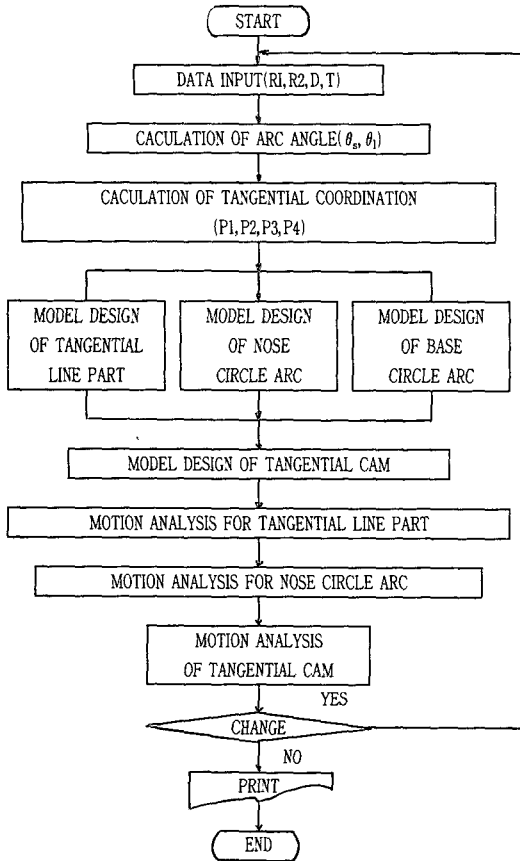 START
DATA INPUT(R1,R2,D,T)
CACULATION OF ARC ANGLE(θs, θ1)
CACULATION OF TANGENTIAL COORDINATION
(P1,P2,P3,P4)
MODEL DESIGN
OF TANGENTIAL
LINE PART
MODEL DESIGN
OF NOSE
CIRCLE ARC
MODEL DESIGN
OF BASE
CIRCLE ARC
MODEL DESIGN OF TANGENTIAL CAM
MOTION ANALYSIS FOR TANGENTIAL LINE PART
MOTION ANALYSIS FOR NOSE CIRCLE ARC
MOTION ANALYSIS
OF TANGENTIAL CAM
YES
CHANGE
NO
PRINT
END